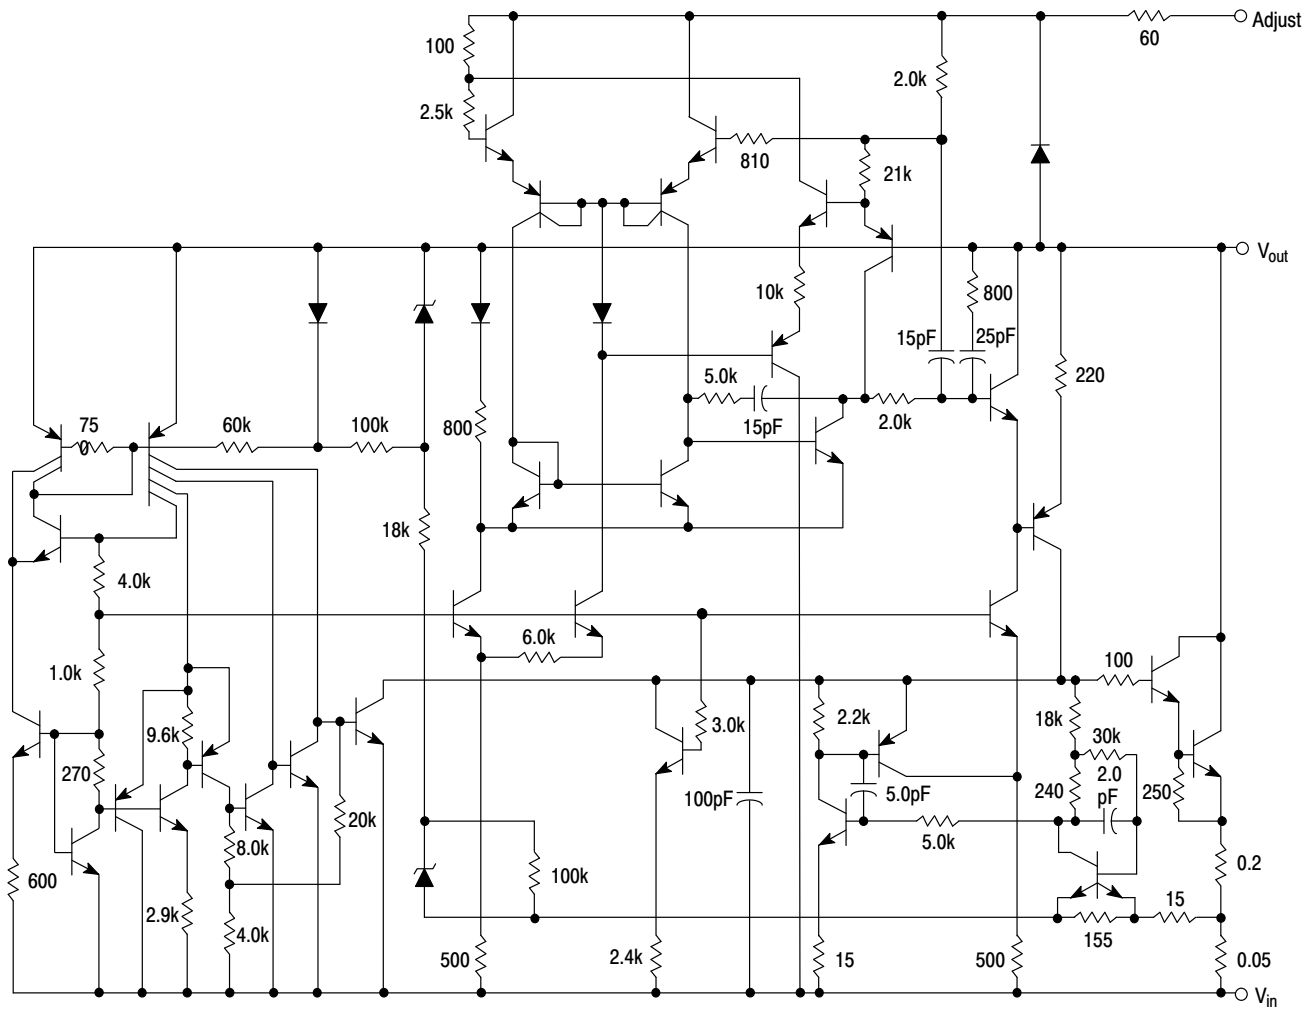 Adjust
60
100
2.0k
2.5k
810
21k
Vout
10k
800
15pF
25pF
5.0k
220
75
0
60k
100k
800
15pF
2.0k
18k
4.0k
6.0k
1.0k
100
9.6k
3.0k
2.2k
18k
30k
270
2.0
pF
240
250
100pF
5.0pF
20k
5.0k
8.0k
0.2
600
100k
15
2.9k
4.0k
155
500
2.4k
15
500
0.05
Vin